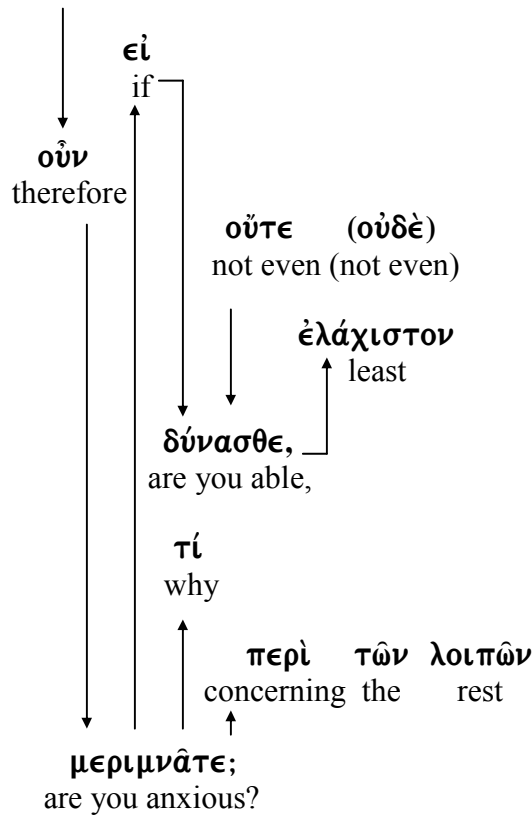 εἰ
if
οὖν
therefore
οὔτε (οὐδὲ)
not even (not even)
ἐλάχιστον
least
δύνασθε,
are you able,
τί
why
περὶ τῶν λοιπῶν
concerning the rest
μεριμνᾶτε;
are you anxious?